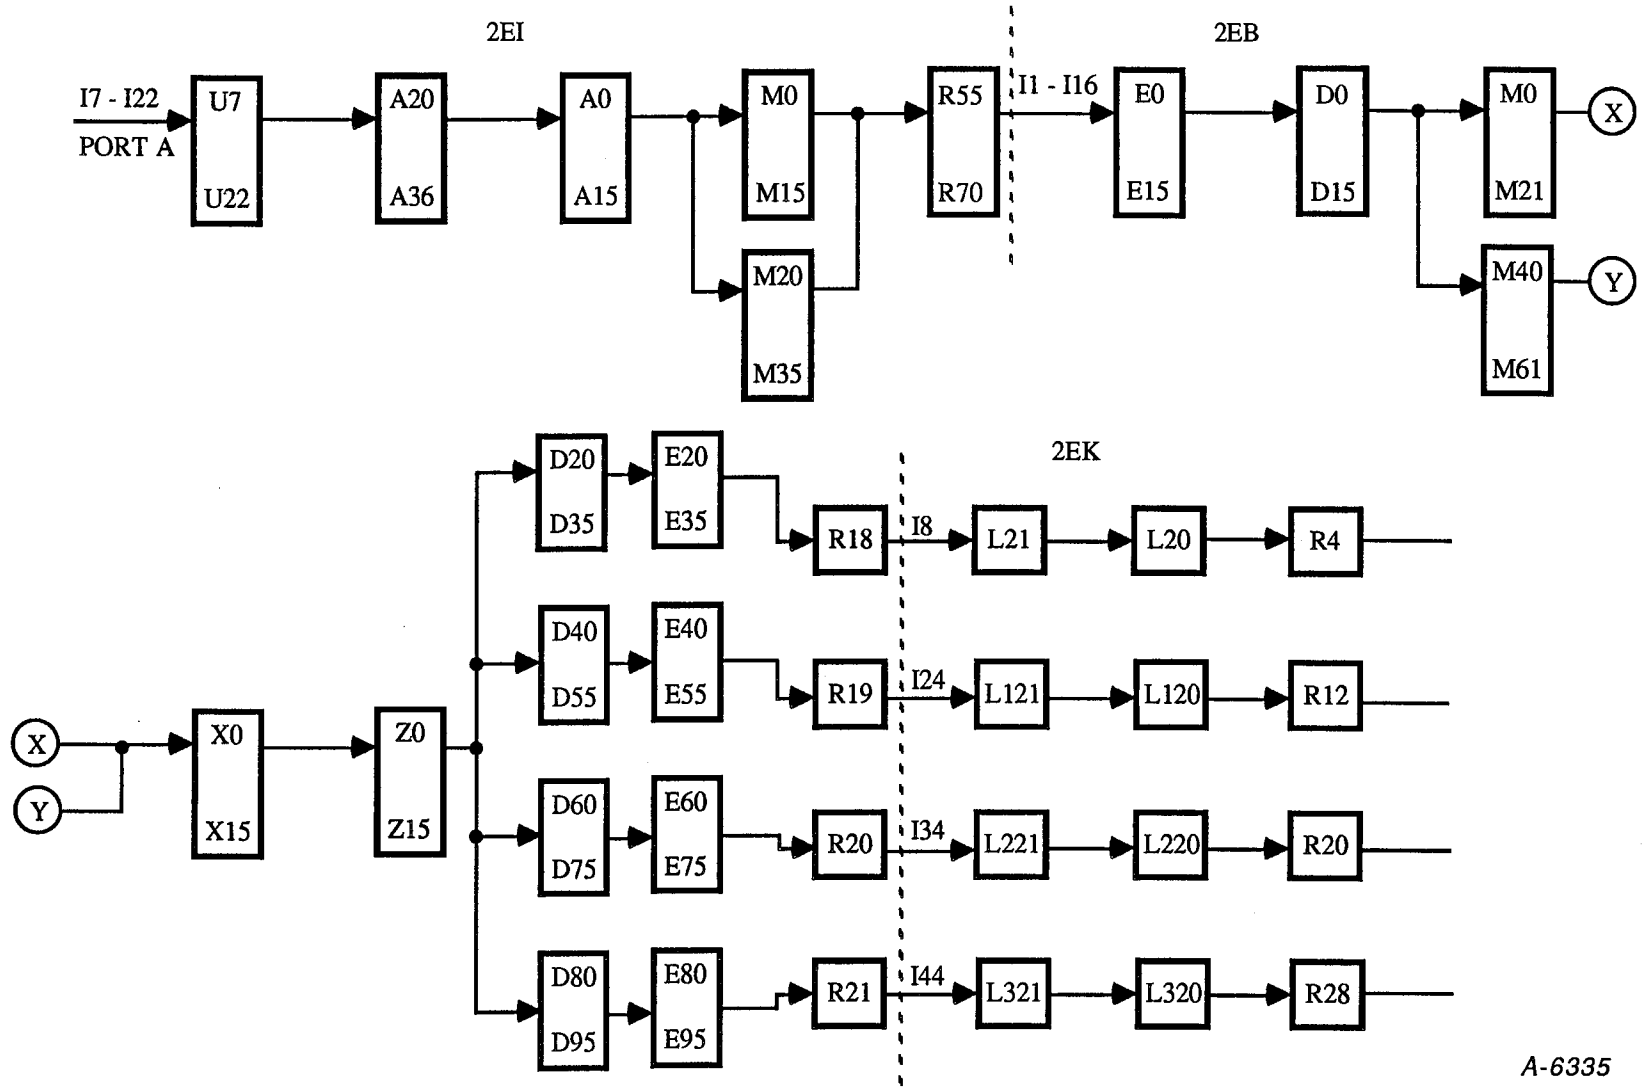 2EI
2EB
I7 - I22
PORT A
U7
U22
A20
A36
A0
A15
M0
M15
M20
M35
R55
R70
I1 - I16
E0
E15
D0
D15
M0
M21
X
M40
M61
Y
2EK
D20
D35
E20
E35
R18
I8
L21
L20
R4
D40
D55
E40
E55
R19
I24
L121
L120
R12
X
Y
X0
X15
Z0
Z15
D60
D75
E60
E75
R20
I34
L221
L220
R20
D80
D95
E80
E95
R21
I44
L321
L320
R28
A-6335